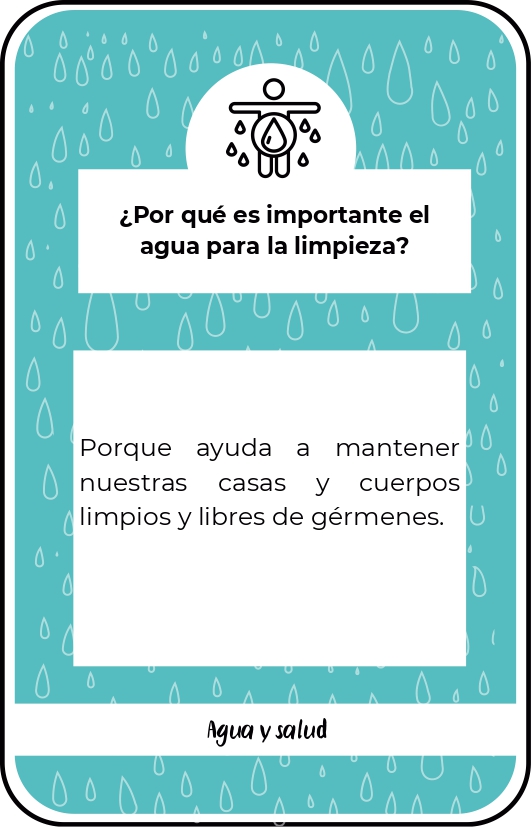 ¿Por qué es importante el
agua para la limpieza?
Porque ayuda a mantener
nuestras casas y cuerpos
limpios y libres de gérmenes.
Agua y salud